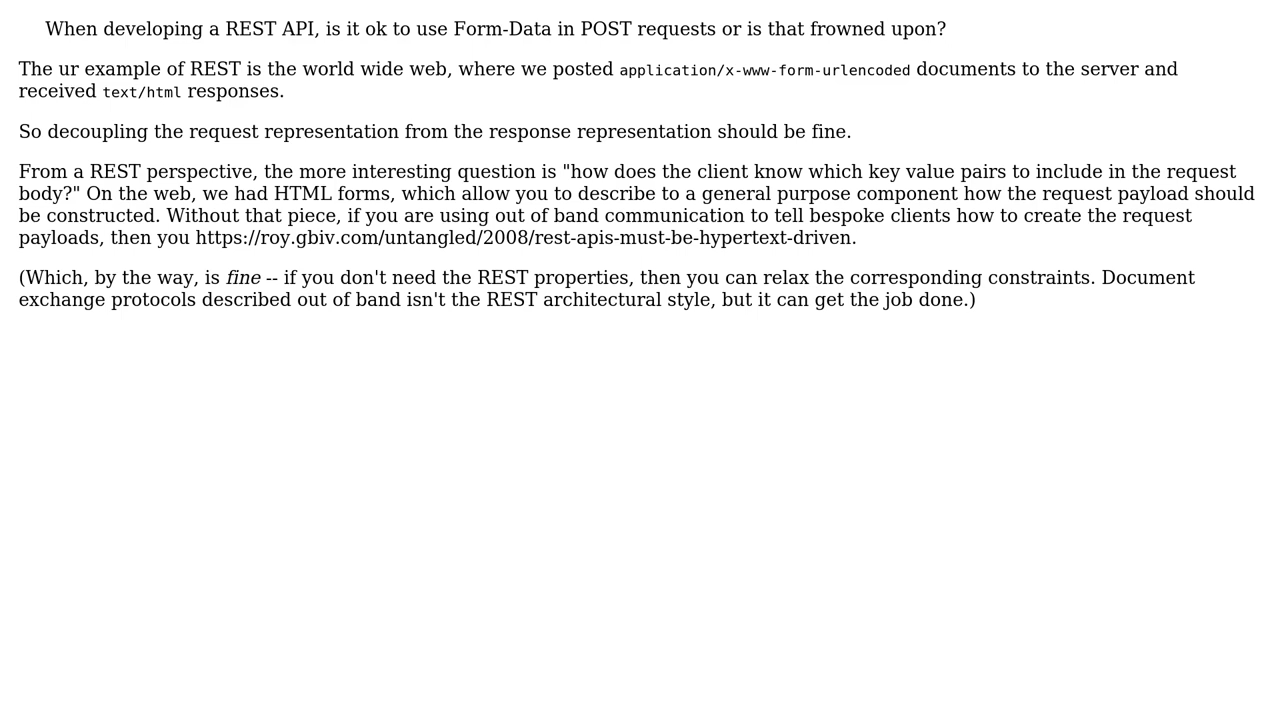 When developing a REST API, is it ok to use Form-Data in POST requests or is that frowned upon?
The ur example of REST is the world wide web, where we posted application/x-www-form-urlencoded documents to the server and
received text/html responses.
So decoupling the request representation from the response representation should be fine.
From a REST perspective, the more interesting question is "how does the client know which key value pairs to include in the request
body?" On the web, we had HTML forms, which allow you to describe to a general purpose component how the request payload should
be constructed. Without that piece, if you are using out of band communication to tell bespoke clients how to create the request
payloads, then you https://roy.gbiv.com/untangled/2008/rest-apis-must-be-hypertext-driven.
(Which, by the way, is fine -- if you don't need the REST properties, then you can relax the corresponding constraints. Document
exchange protocols described out of band isn't the REST architectural style, but it can get the job done.)